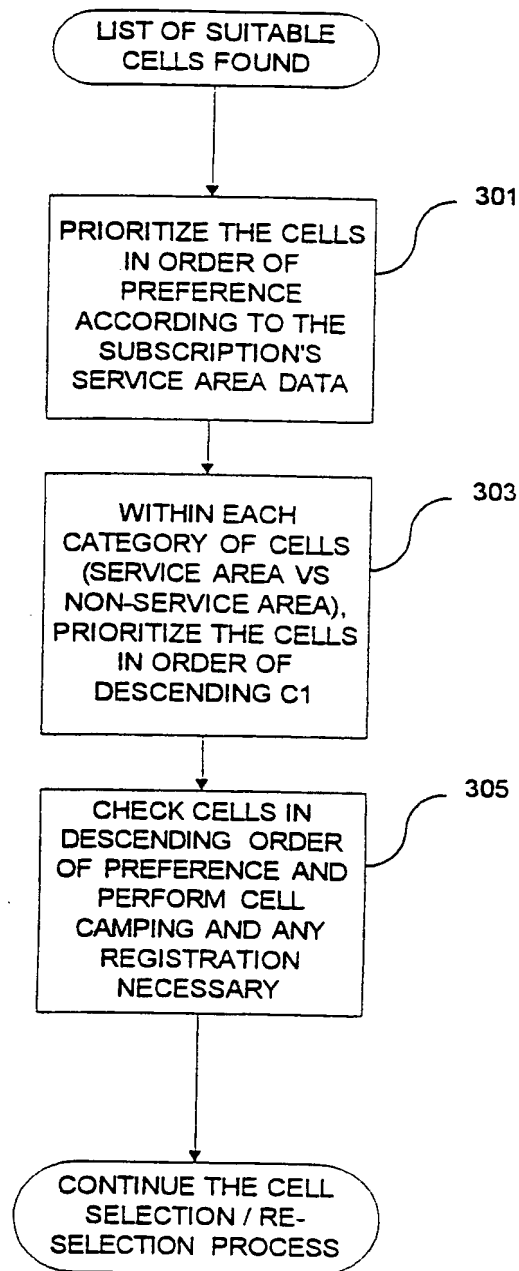 LIST OF SUITABLE
CELLS FOUND
301
PRIORITIZE THE CELLS
IN ORDER OF
PREFERENCE
ACCORDING TO THE
SUBSCRIPTION'S
SERVICE AREA DATA
303
WITHIN EACH
CATEGORY OF CELLS
(SERVICE AREA VS
NON-SERVICE AREA),
PRIORITIZE THE CELLS
IN ORDER OF
DESCENDING C1
305
CHECK CELLS IN
DESCENDING ORDER
OF PREFERENCE AND
PERFORM CELL
CAMPING AND ANY
REGISTRATION
NECESSARY
CONTINUE THE CELL
SELECTION / RE-
SELECTION PROCESS